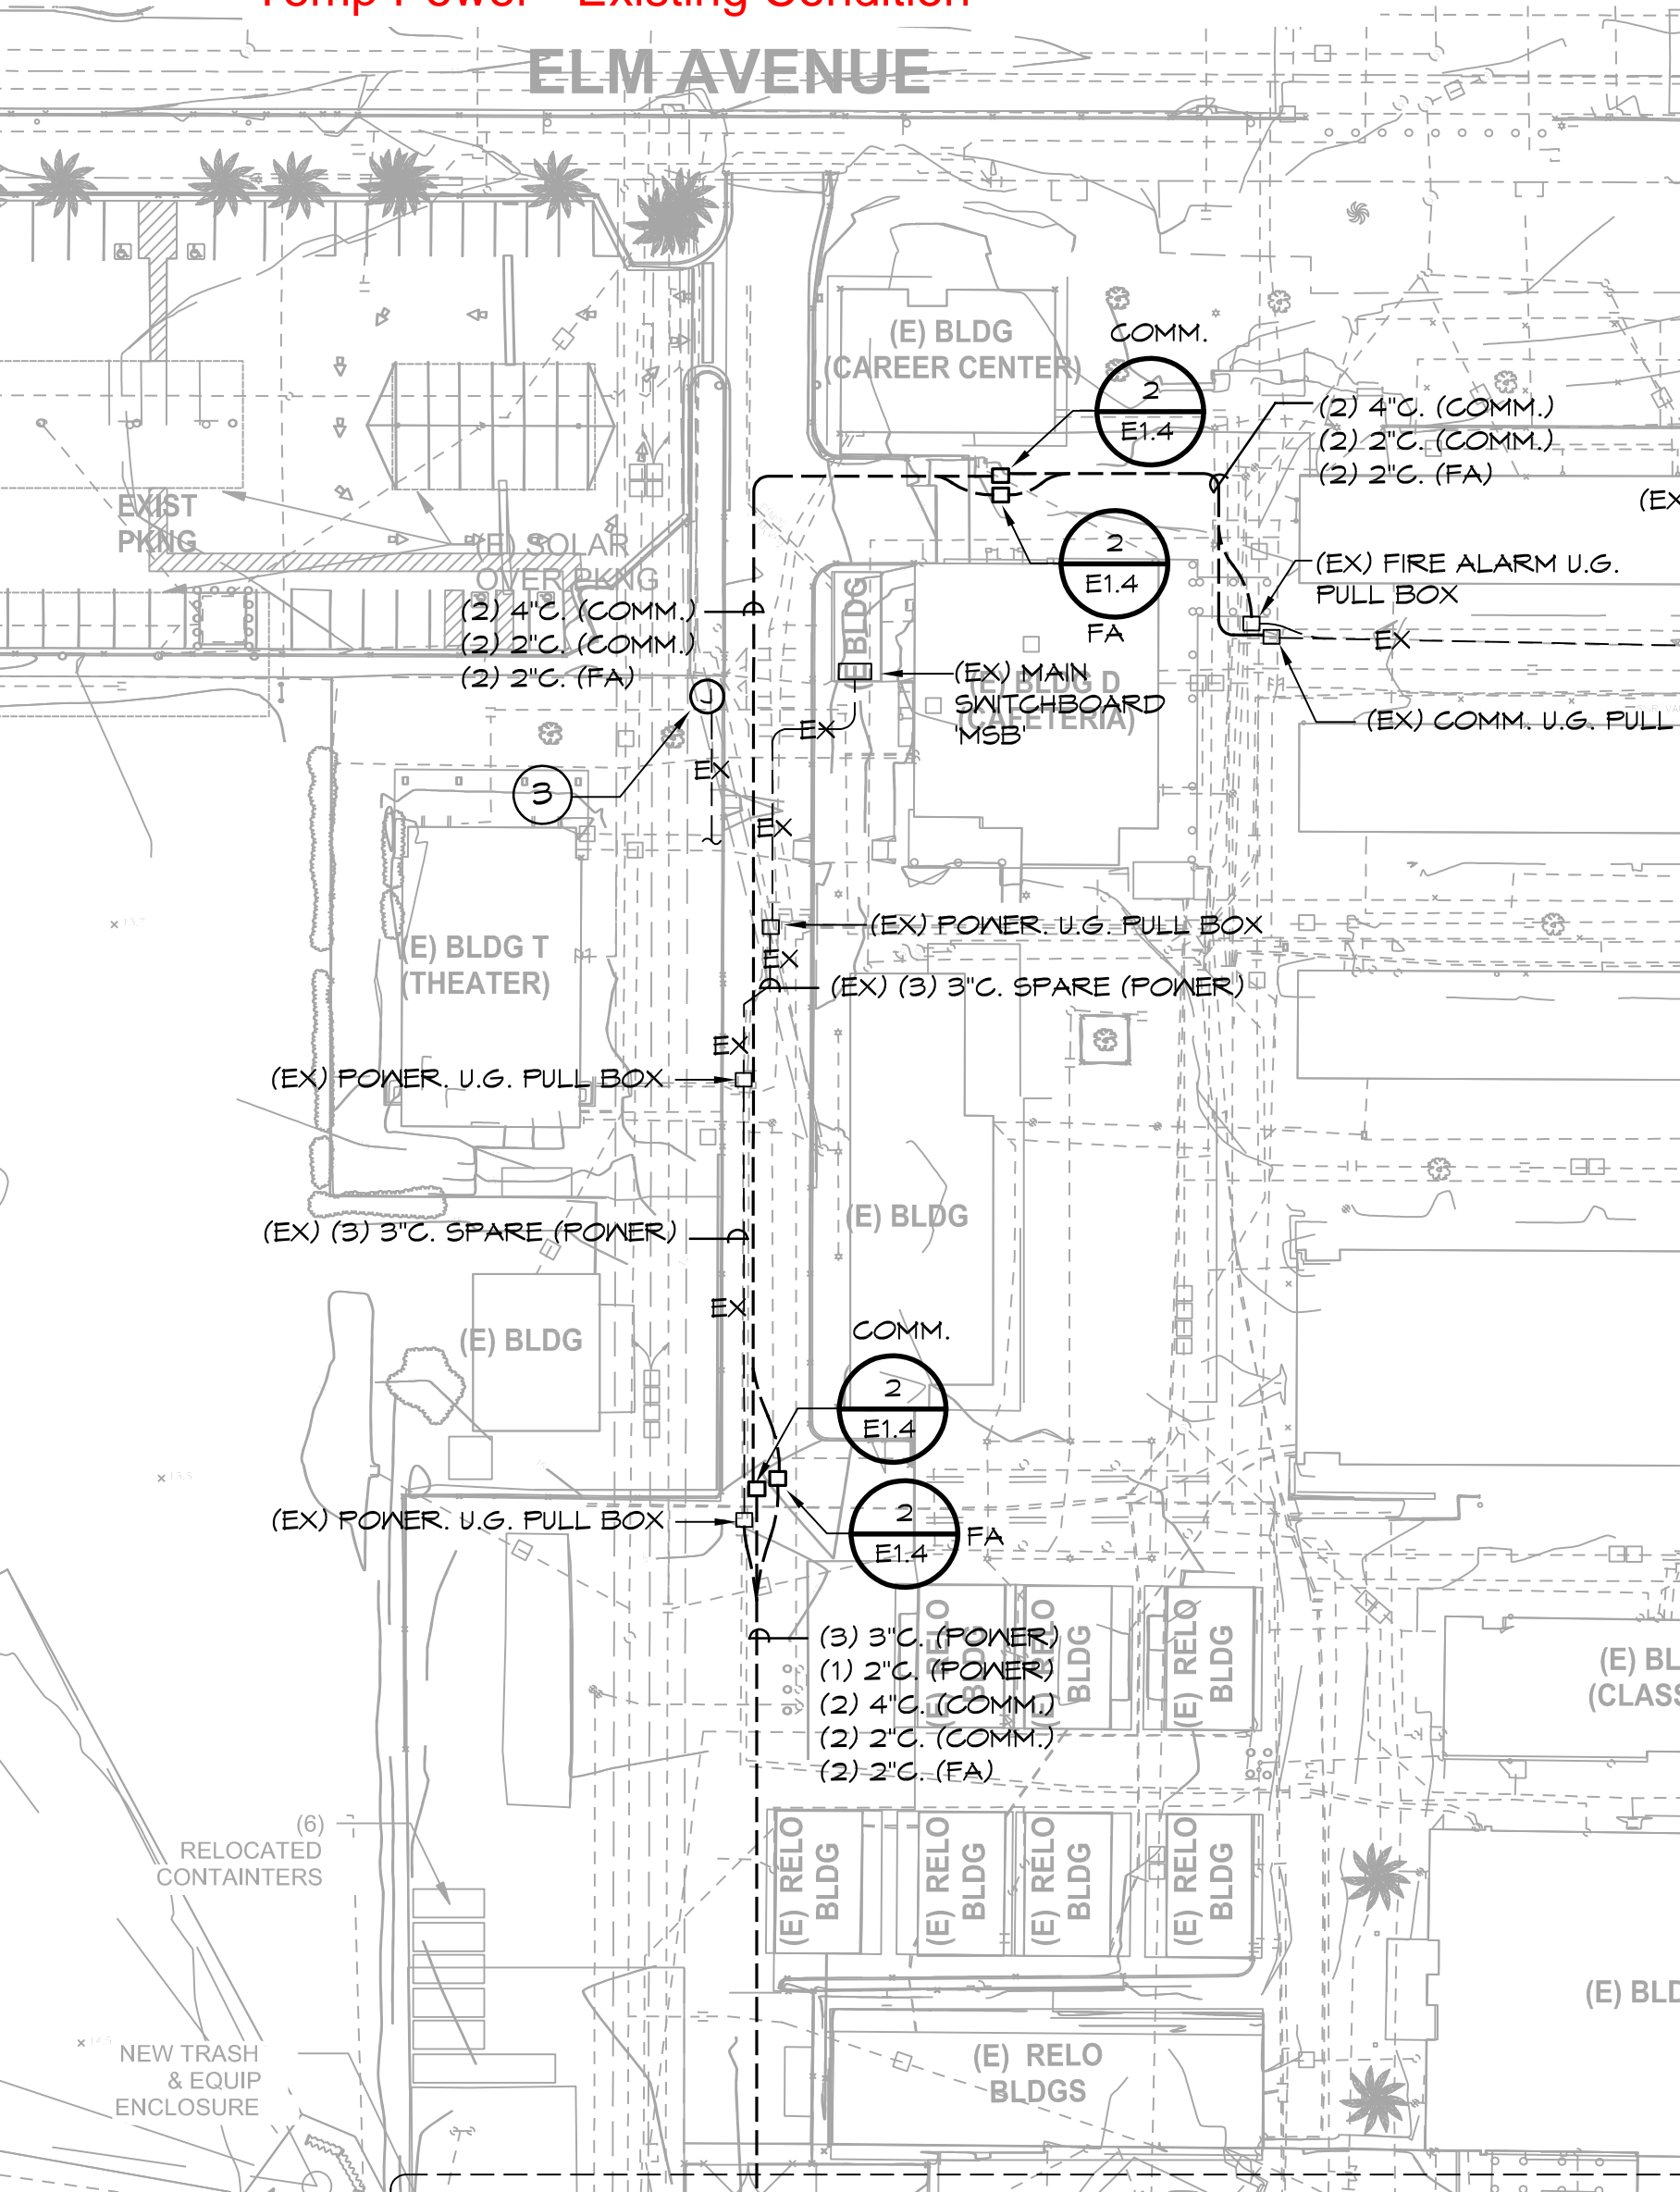 Temp Power - Existing Condition
ELM AVENUE
(E) BLDG
(CAREER CENTER)
COMM.
2
E1.4
(2) 4"C. (COMM.)
(2) 2"C. (COMM.)
(2) 2"C. (FA)
(EX
EXIST
PKNG
(E) SOLAR
OVER PKNG
2
E1.4
FA
(EX) FIRE ALARM U.G.
PULL BOX
EX
(EX) COMM. U.G. PULL
(2) 4"C. (COMM.)
(2) 2"C. (COMM.)
(2) 2"C. (FA)
BLDG
(EX) MAIN
SWITCHBOARD
'MSB'
(E) BLDG D
(CAFETERIA)
EX
EX
3
EX
(EX) POWER. U.G. PULL BOX
EX
(EX) (3) 3"C. SPARE (POWER)
(E) BLDG T
(THEATER)
EX
(EX) POWER. U.G. PULL BOX
(E) BLDG
(EX) (3) 3"C. SPARE (POWER)
EX
(E) BLDG
COMM.
2
E1.4
(EX) POWER. U.G. PULL BOX
2
E1.4
FA
(3) 3"C. (POWER)
(1) 2"C. (POWER)
(2) 4"C. (COMM.)
(2) 2"C. (COMM.)
(2) 2"C. (FA)
(E) RELO
BLDG
(E) RELO
BLDG
(E) RELO
BLDG
(E) BL
(CLASS
(6)
RELOCATED
CONTAINTERS
(E) RELO
BLDG
(E) RELO
BLDG
(E) RELO
BLDG
(E) RELO
BLDG
(E) BLD
NEW TRASH
& EQUIP
ENCLOSURE
(E) RELO
BLDGS